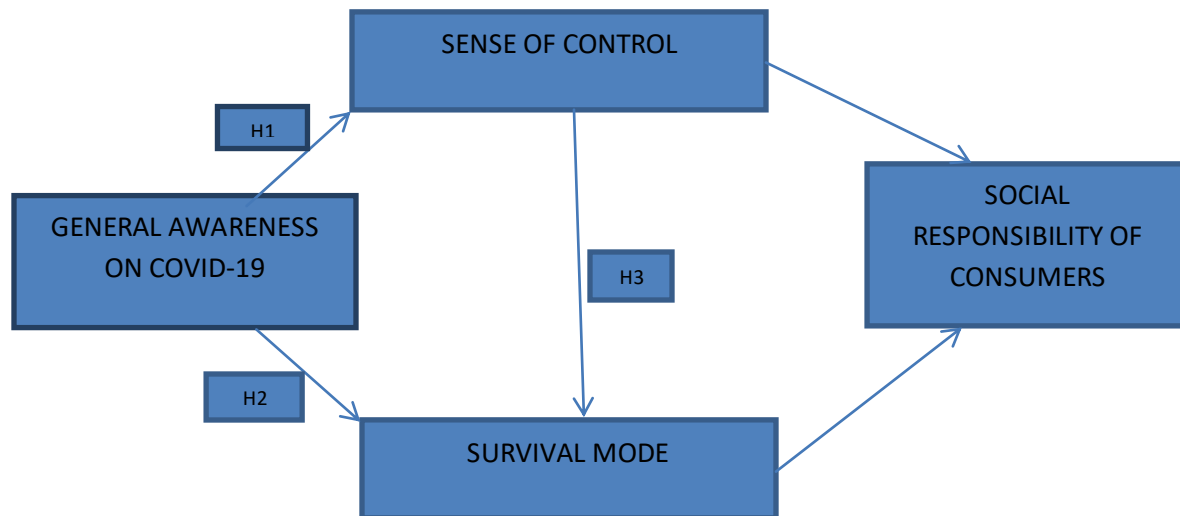 SENSE OF CONTROL
H1
GENERAL AWARENESS
ON COVID-19
SOCIAL
RESPONSIBILITY OF
CONSUMERS
H3
H2
SURVIVAL MODE